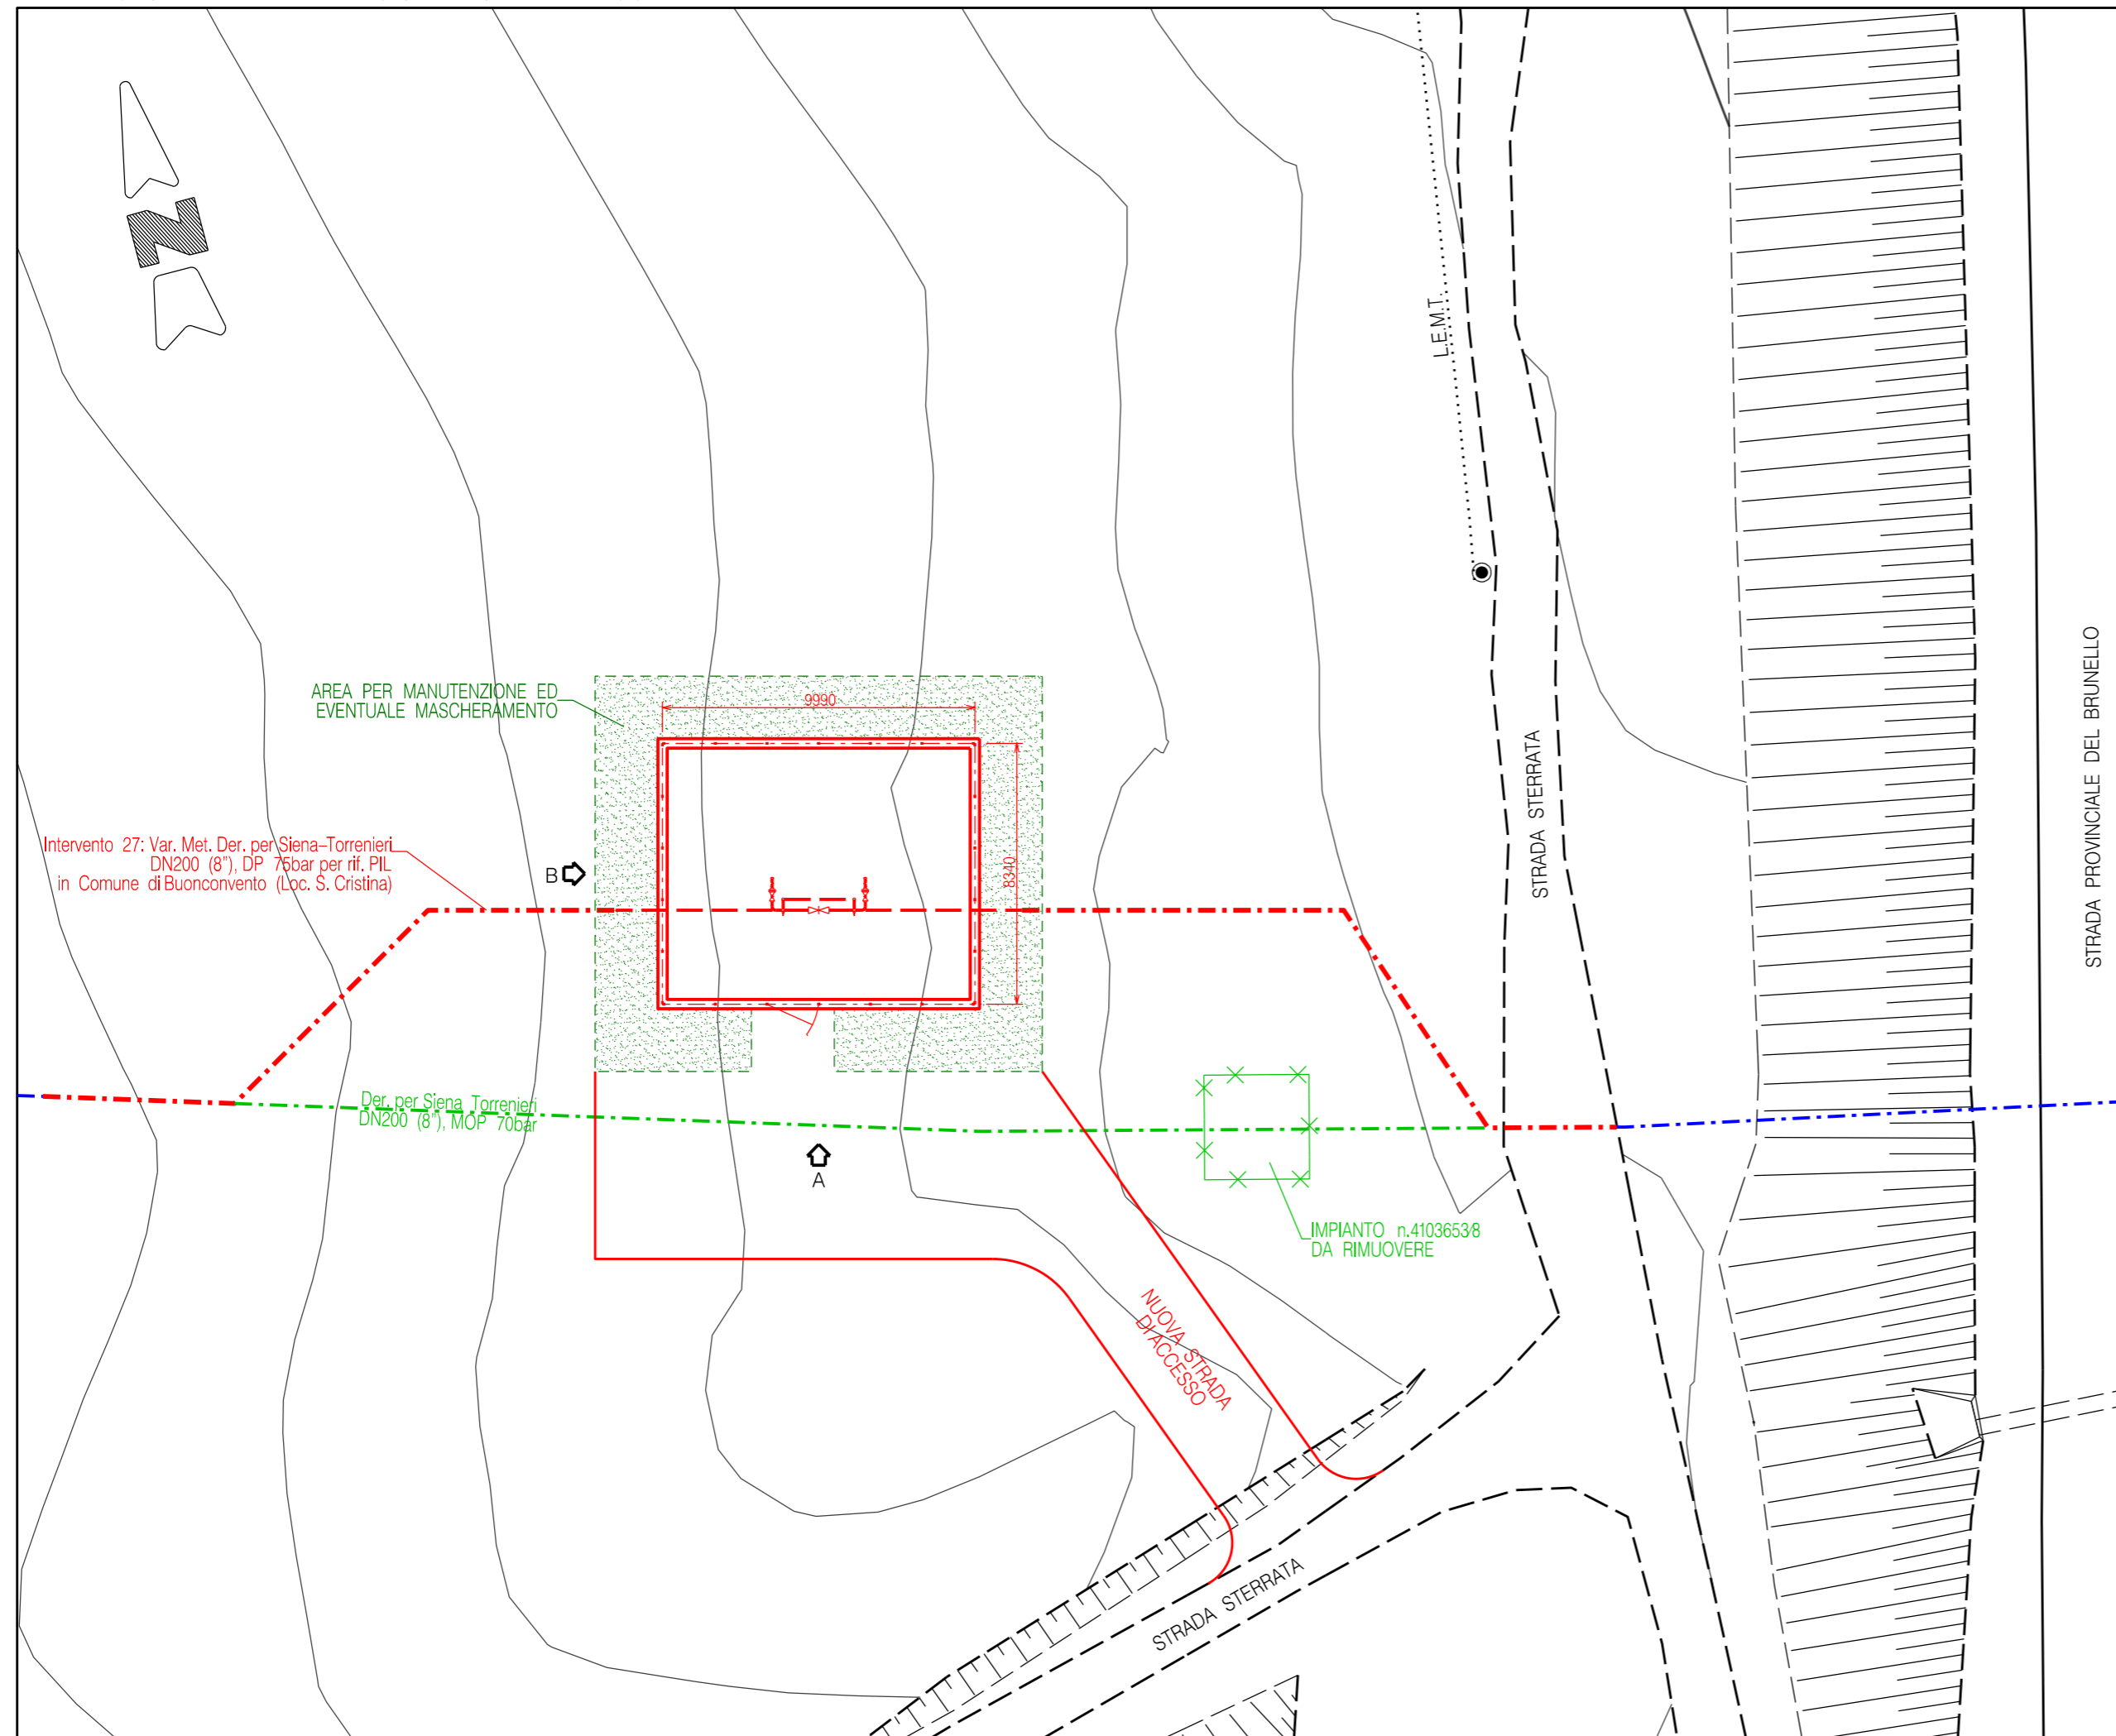 N
L.E.M.T.
AREA PER MANUTENZIONE ED
EVENTUALE MASCHERAMENTO
9990
8340
STRADA STERRATA
STRADA PROVINCIALE DEL BRUNELLO
Intervento 27: Var. Met. Der. per Siena-Torrenieri
DN200 (8"), DP 75bar per rif. PIL
in Comune di Buonconvento (Loc. S. Cristina)
B
Der. per Siena Torrenieri
DN200 (8"), MOP 70bar
A
IMPIANTO n.4103653/8
DA RIMUOVERE
NUOVA STRADA
DI ACCESSO
STRADA STERRATA